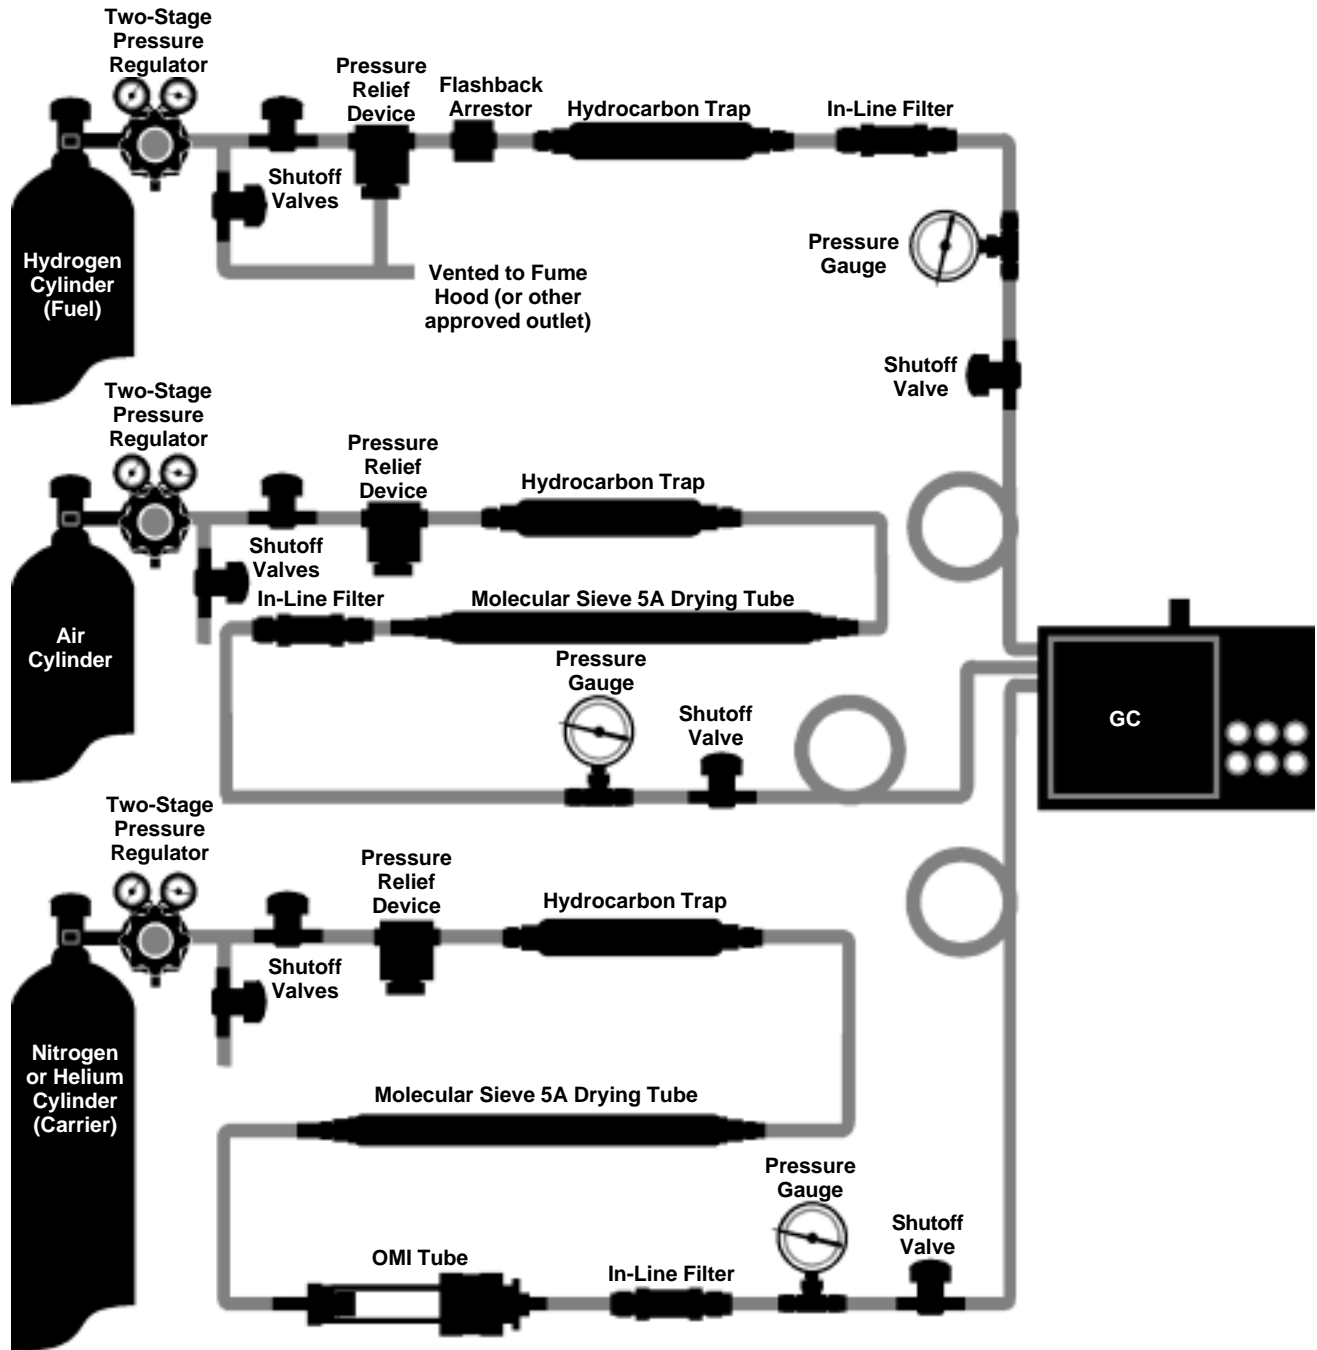 Two-Stage
Pressure
Regulator
Pressure
Relief
Device
Flashback
Arrestor
Hydrocarbon Trap
In-Line Filter
Shutoff
Valves
Hydrogen
Cylinder
(Fuel)
Vented to Fume
Hood (or other
approved outlet)
Pressure
Gauge
Shutoff
Valve
Two-Stage
Pressure
Regulator
Pressure
Relief
Device
Hydrocarbon Trap
Shutoff
Valves
In-Line Filter
Molecular Sieve 5A Drying Tube
Air
Cylinder
Pressure
Gauge
Shutoff
Valve
GC
Two-Stage
Pressure
Regulator
Pressure
Relief
Device
Hydrocarbon Trap
Shutoff
Valves
Nitrogen
or Helium
Cylinder
(Carrier)
Molecular Sieve 5A Drying Tube
Pressure
Gauge
Shutoff
Valve
OMI Tube
In-Line Filter